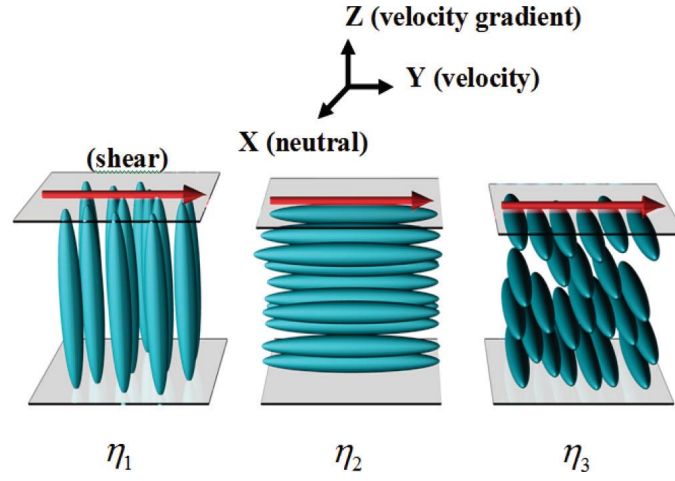 Z (velocity gradient)
Y (velocity)
X (neutral)
(shear)
η₁
η₂
η₃